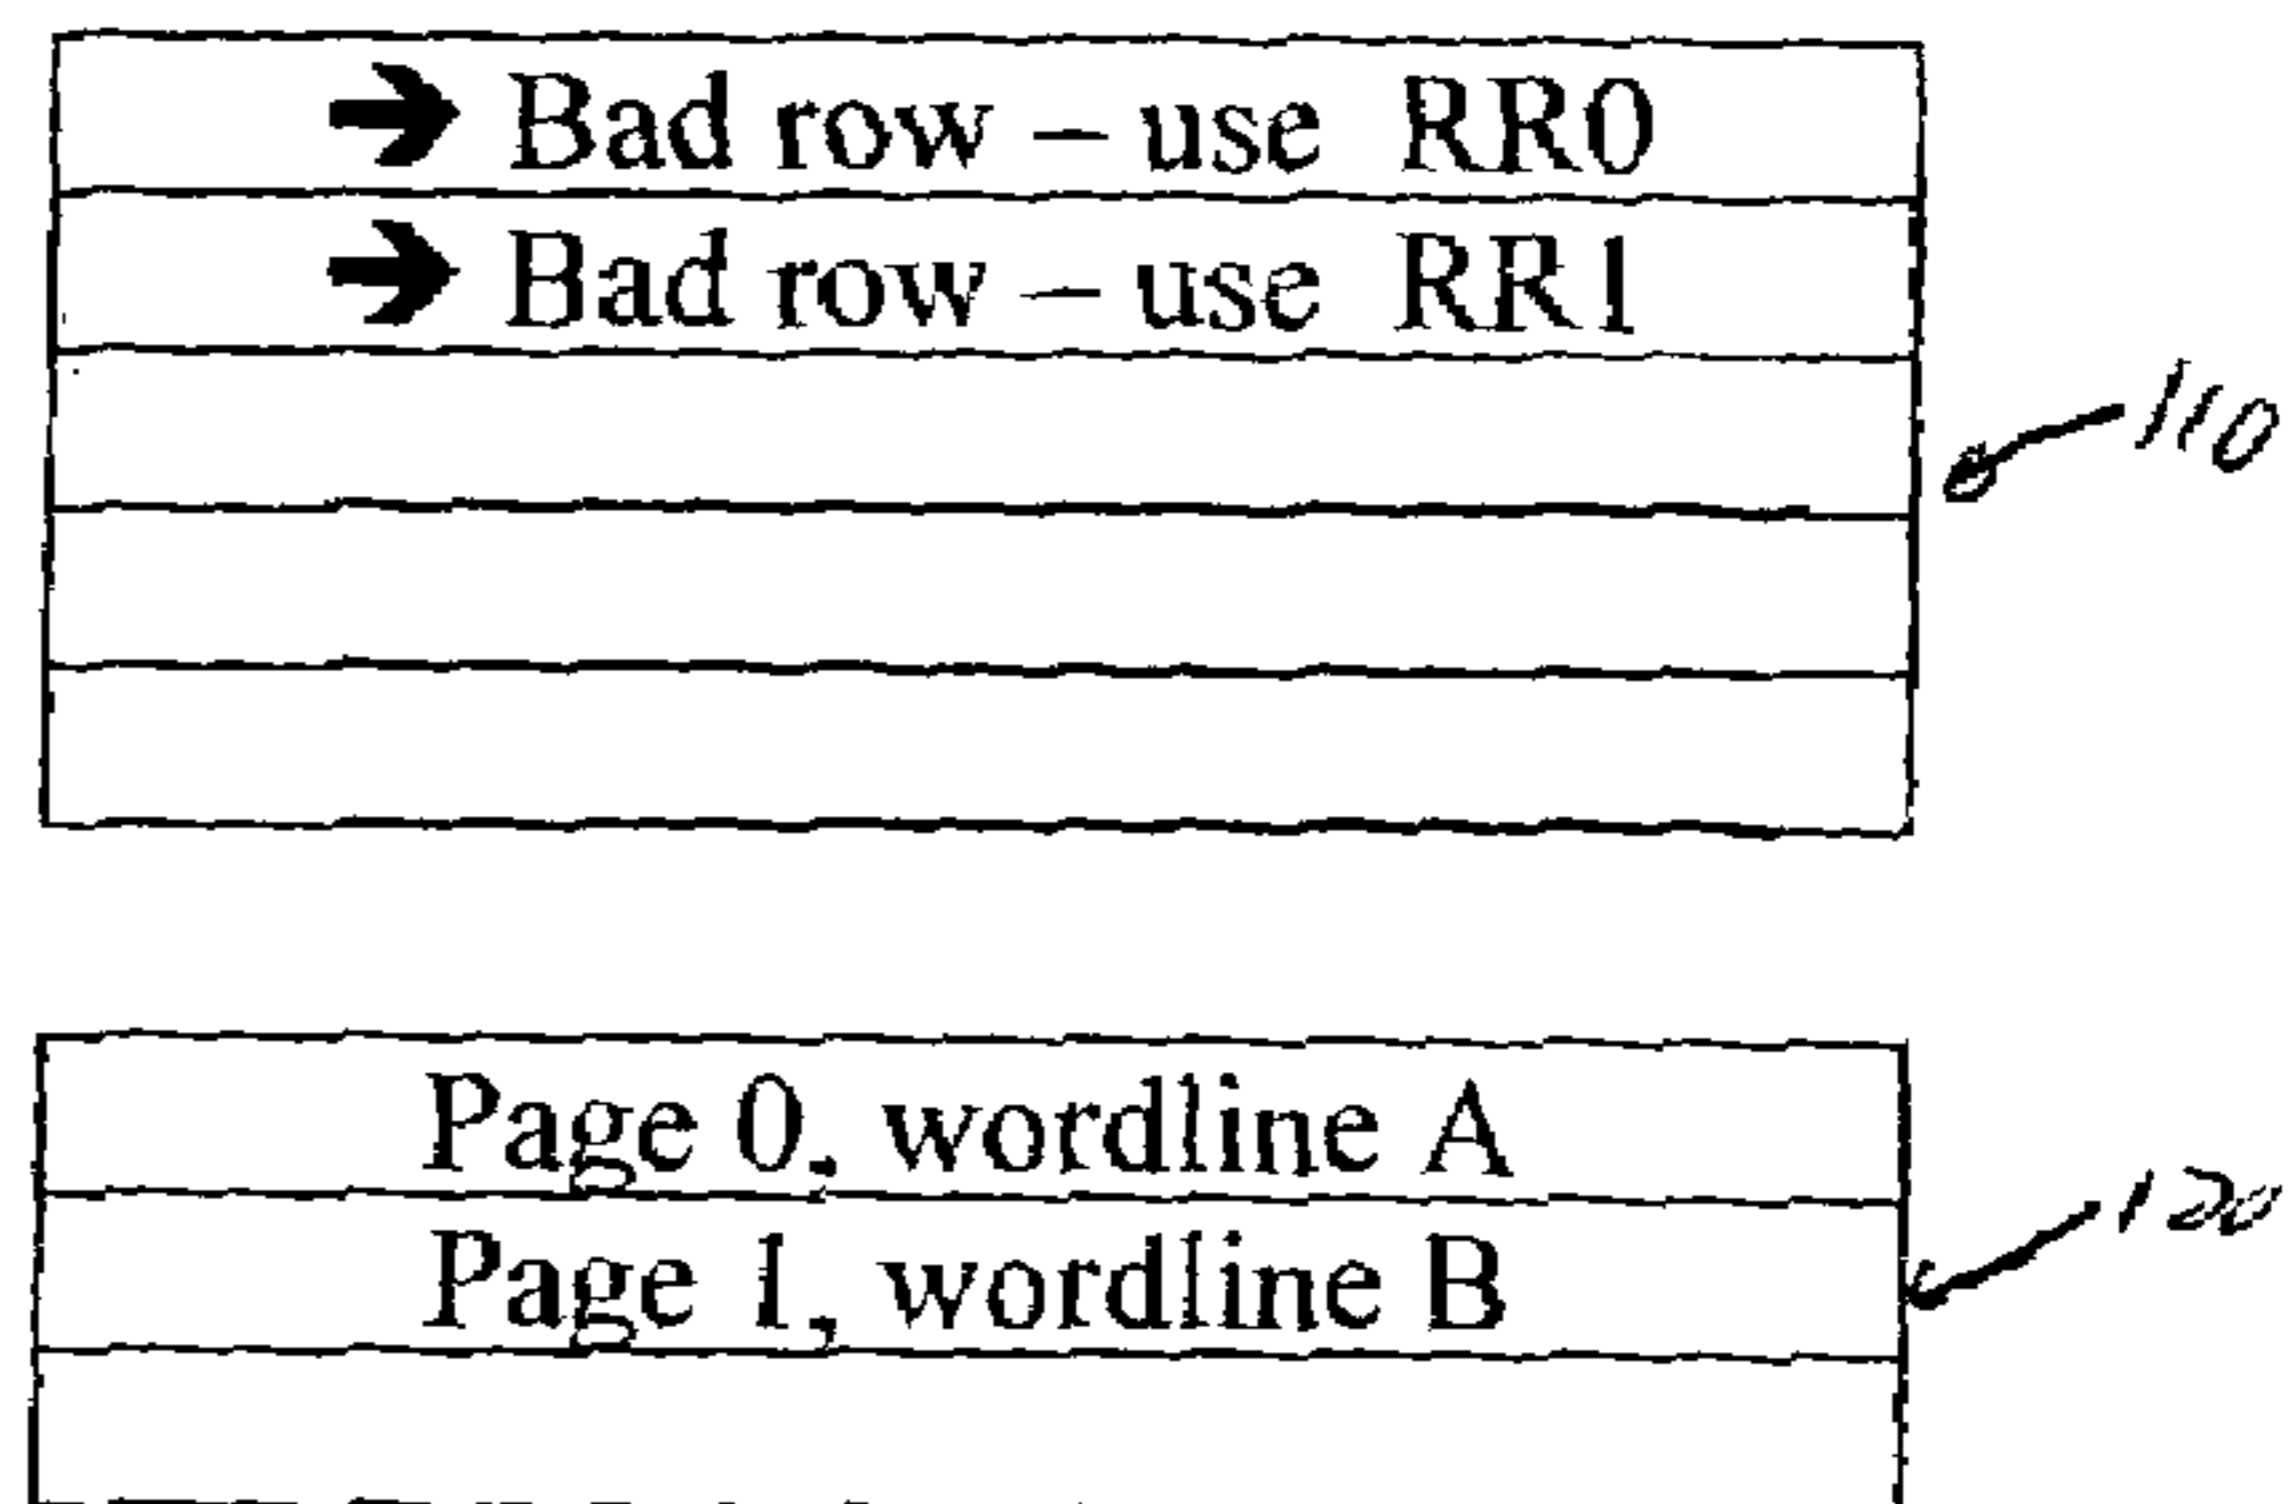 ➔ Bad row – use RR0
➔ Bad row – use RR1
110
Page 0, wordline A
Page 1, wordline B
120